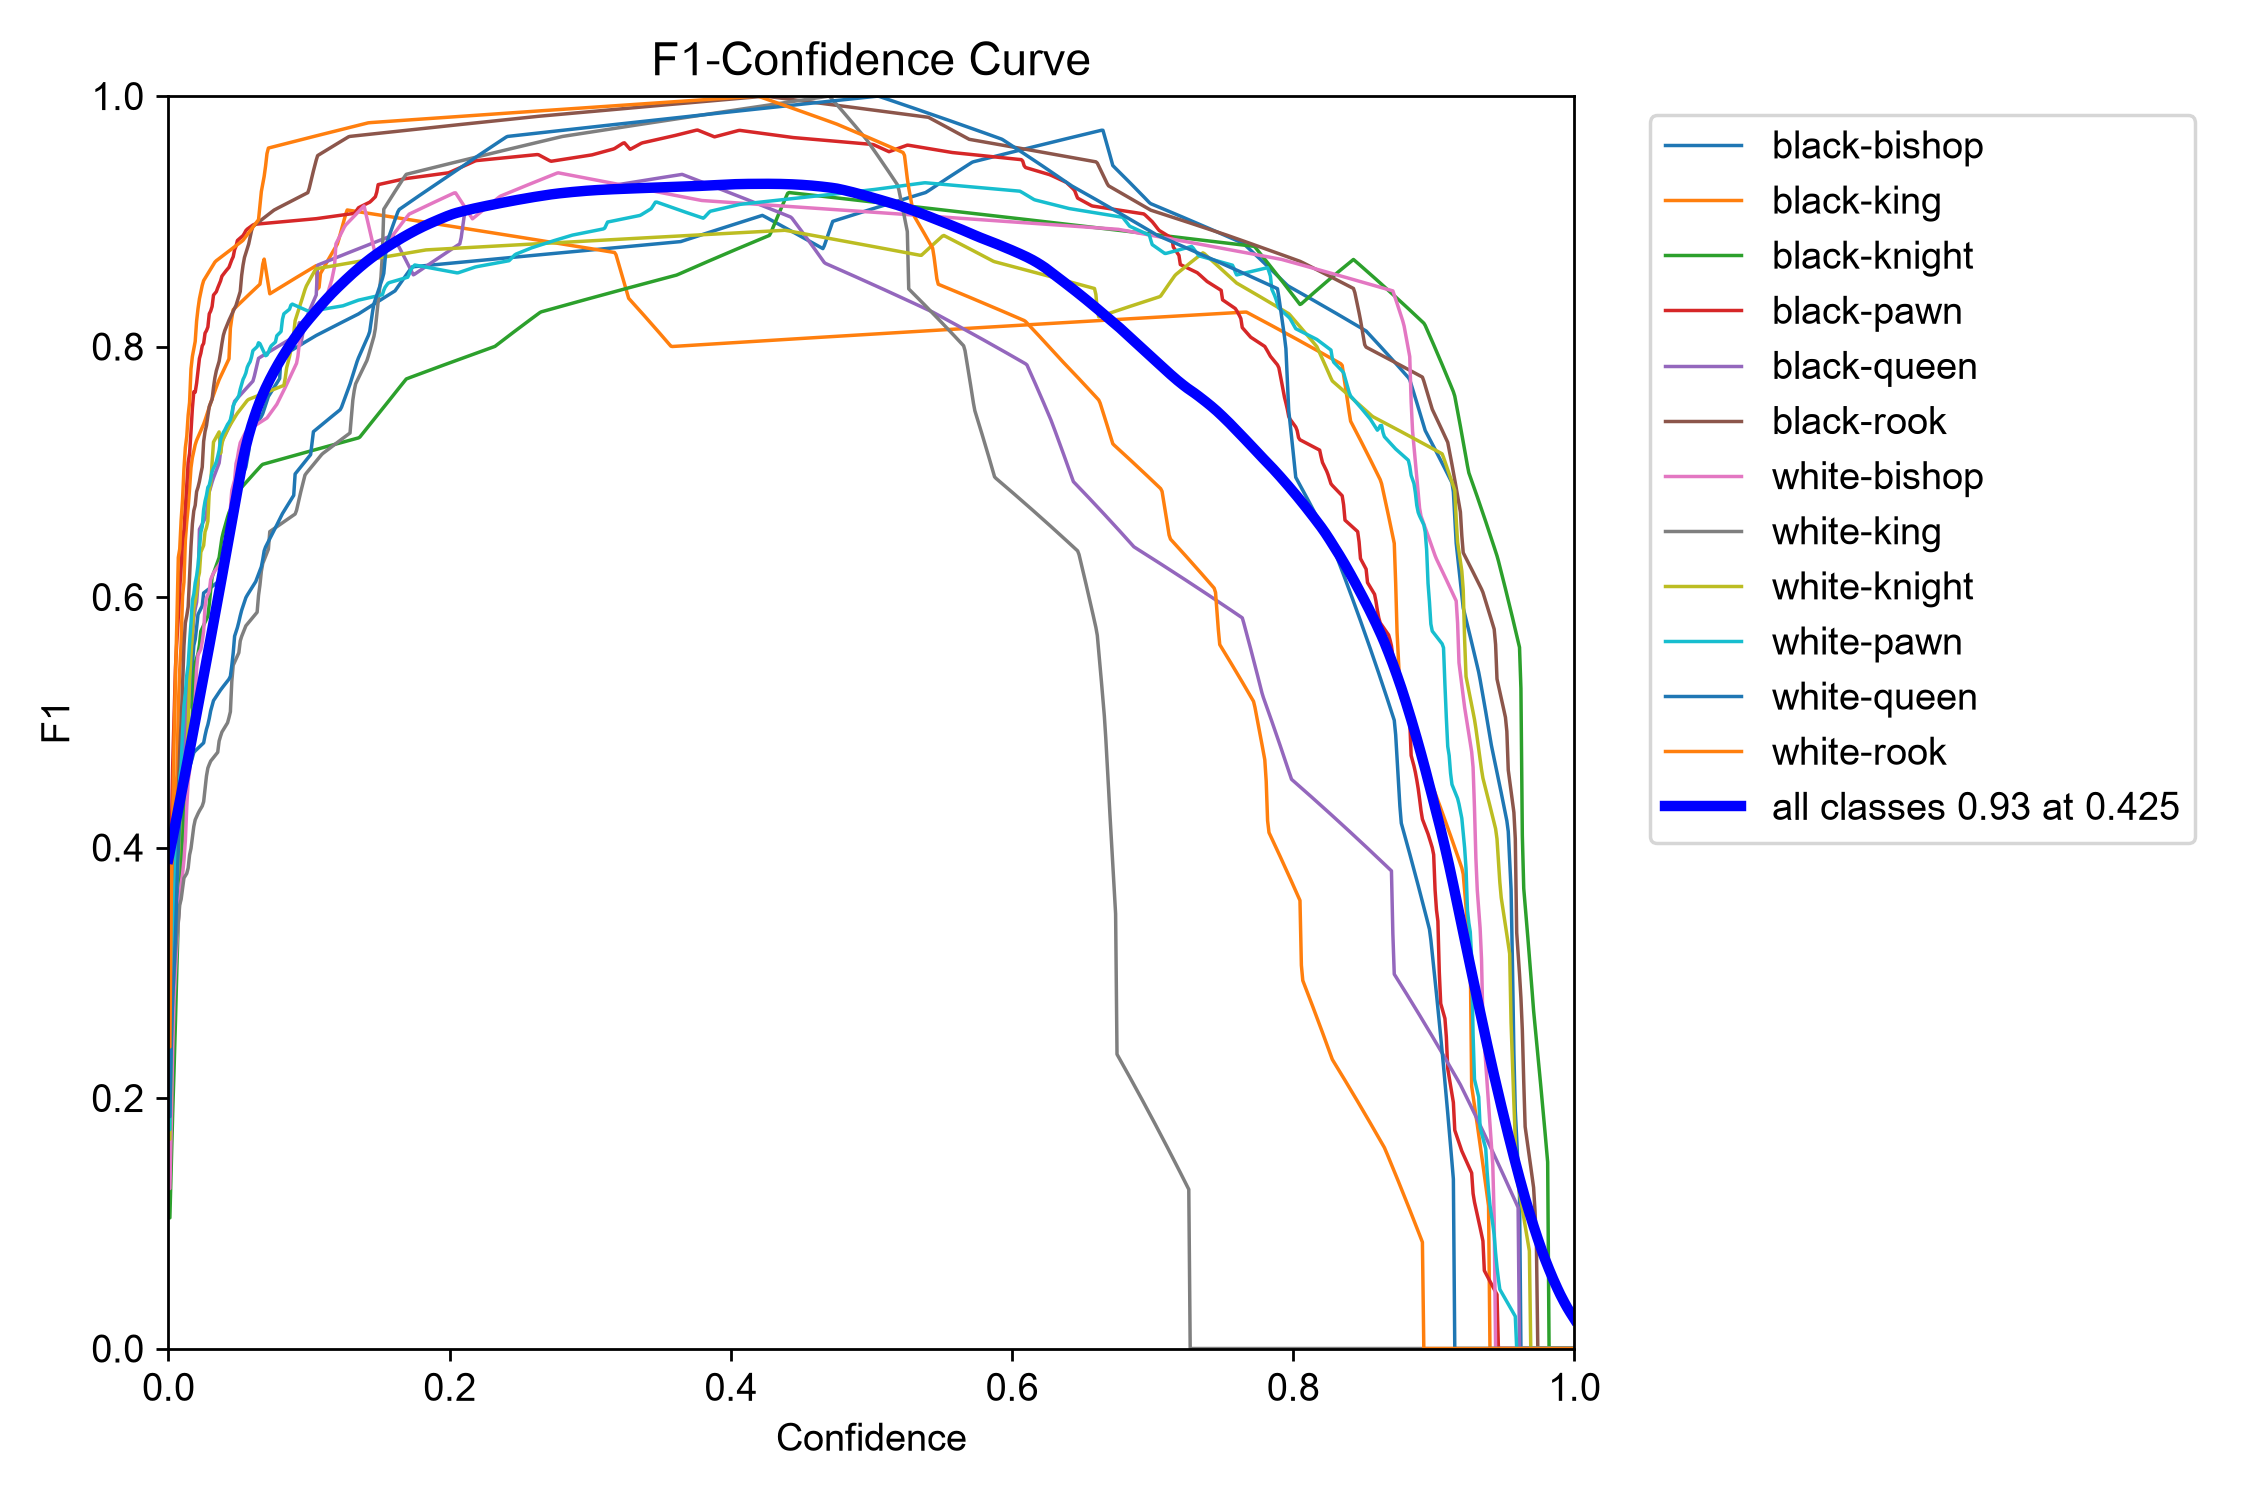 F1-Confidence Curve
1.0
0.8
0.6
0.4
0.2
0.0
F1
0.0 0.2 0.4 0.6 0.8 1.0
Confidence
black-bishop
black-king
black-knight
black-pawn
black-queen
black-rook
white-bishop
white-king
white-knight
white-pawn
white-queen
white-rook
all classes 0.93 at 0.425